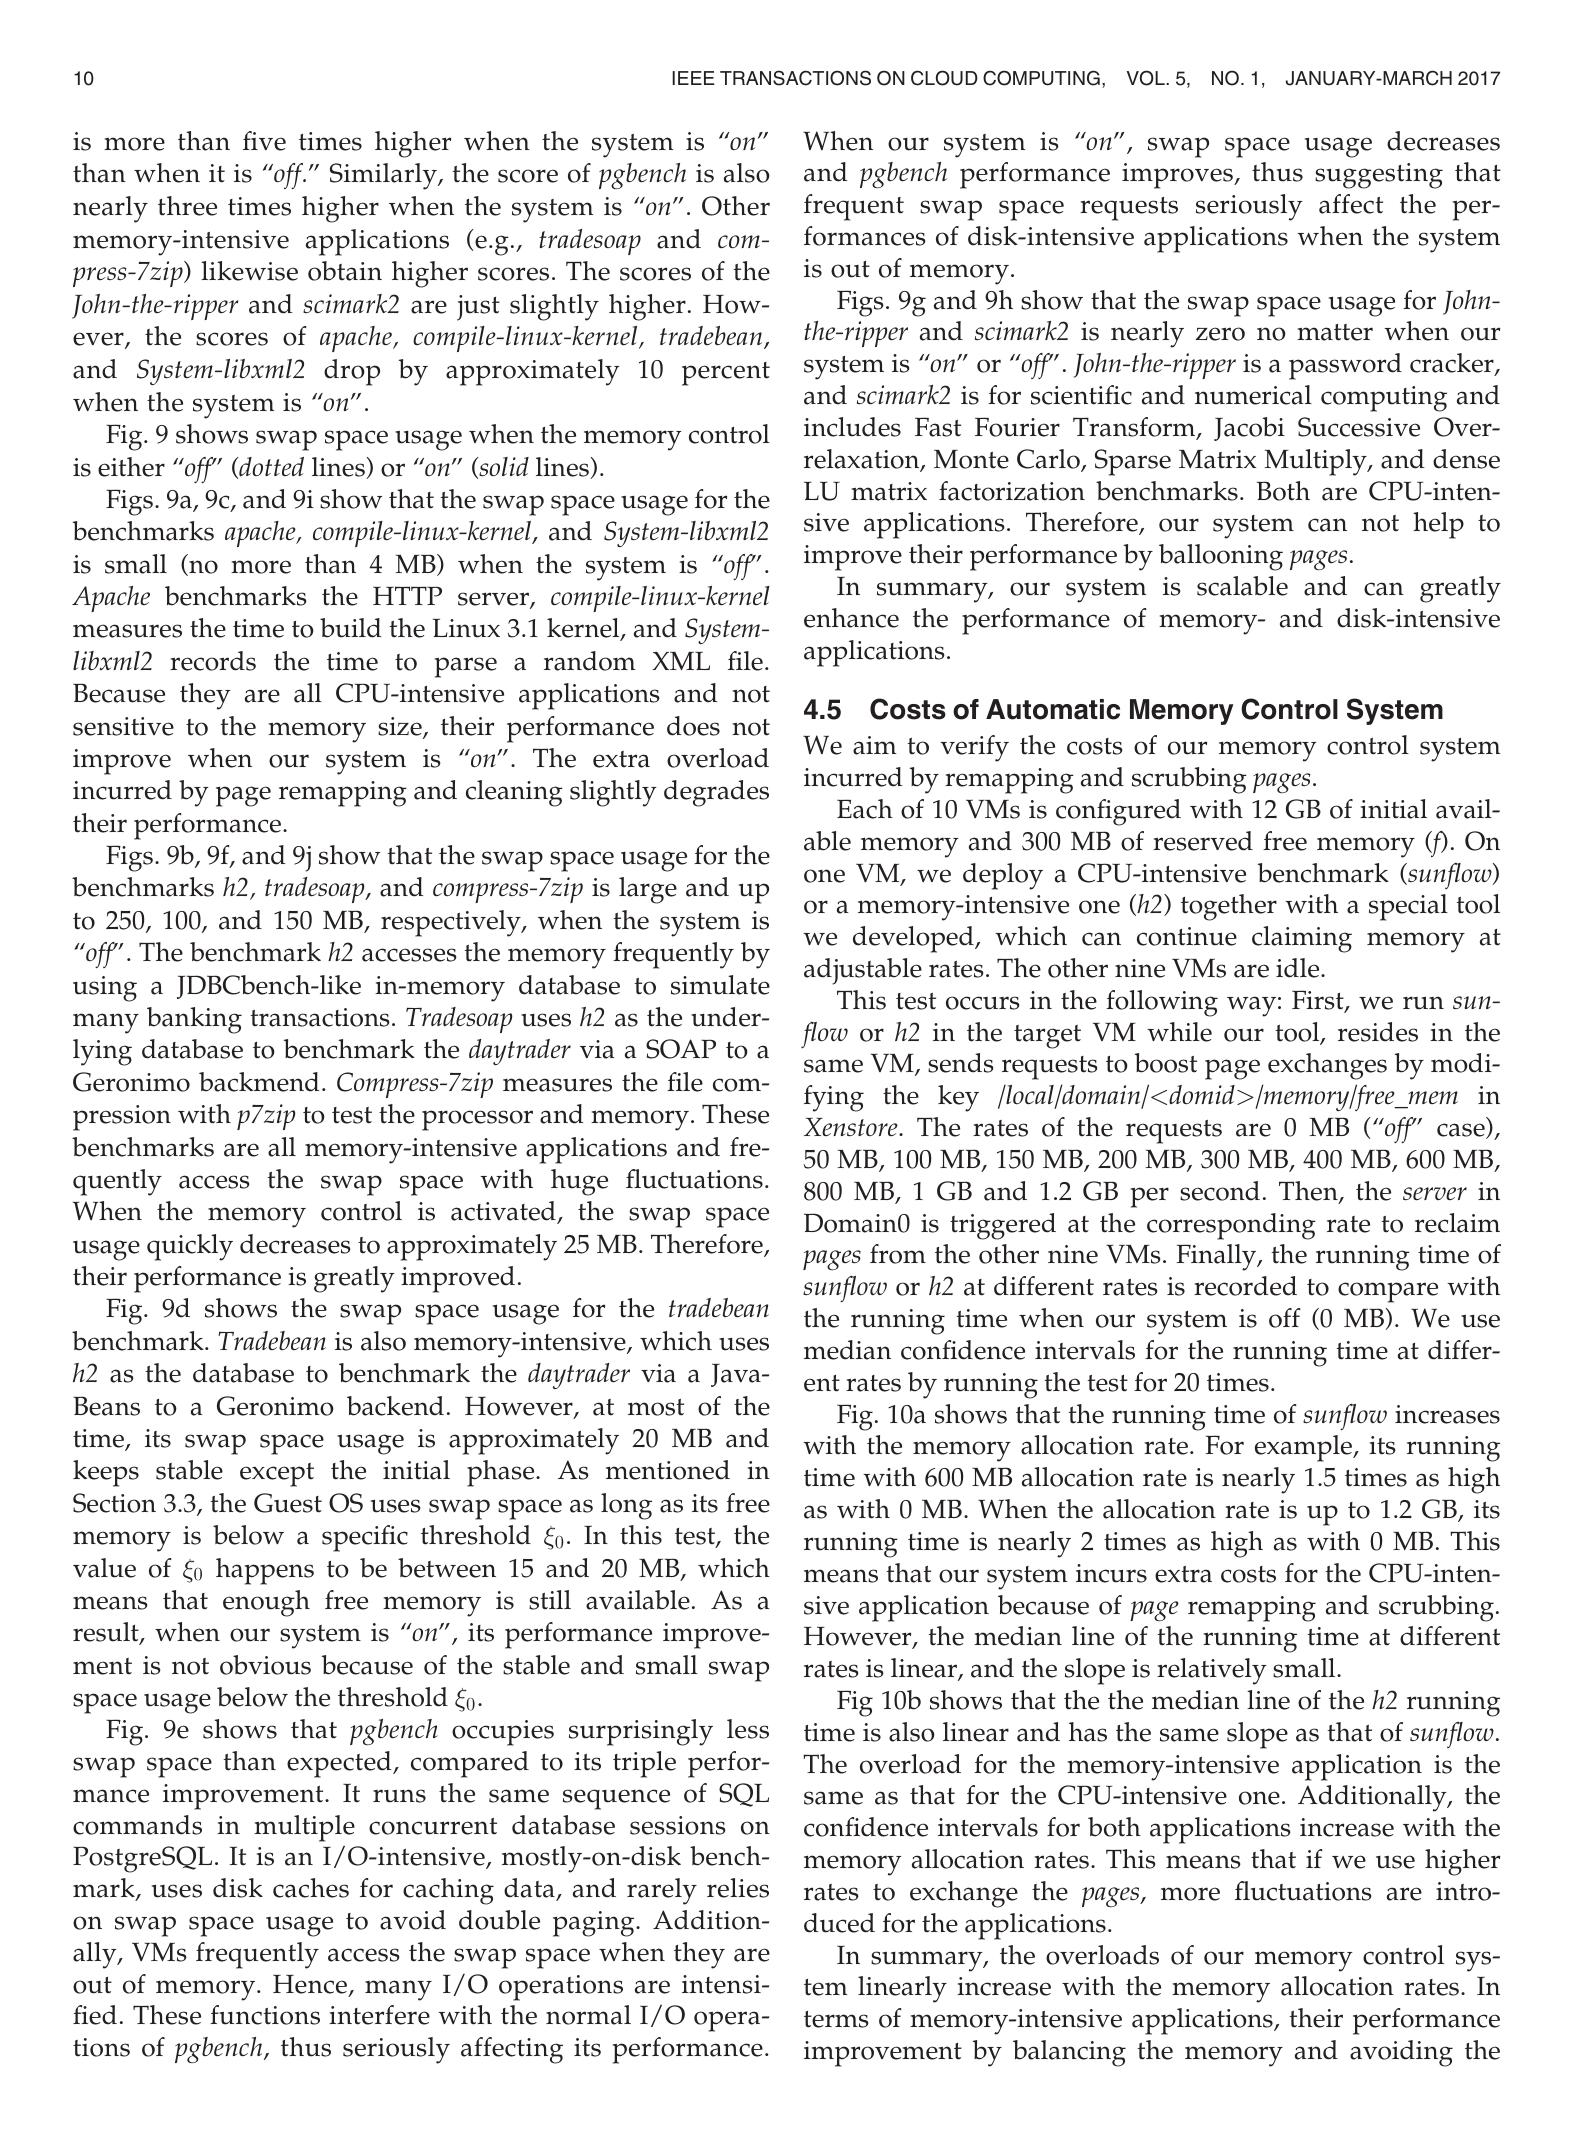 10
IEEE TRANSACTIONS ON CLOUD COMPUTING, VOL. 5, NO. 1, JANUARY-MARCH 2017
is more than five times higher when the system is “on”
than when it is “off.” Similarly, the score of pgbench is also
nearly three times higher when the system is “on”. Other
memory-intensive applications (e.g., tradesoap and com-
press-7zip) likewise obtain higher scores. The scores of the
John-the-ripper and scimark2 are just slightly higher. How-
ever, the scores of apache, compile-linux-kernel, tradebean,
and System-libxml2 drop by approximately 10 percent
when the system is “on”.
Fig. 9 shows swap space usage when the memory control
is either “off” (dotted lines) or “on” (solid lines).
Figs. 9a, 9c, and 9i show that the swap space usage for the
benchmarks apache, compile-linux-kernel, and System-libxml2
is small (no more than 4 MB) when the system is “off”.
Apache benchmarks the HTTP server, compile-linux-kernel
measures the time to build the Linux 3.1 kernel, and System-
libxml2 records the time to parse a random XML file.
Because they are all CPU-intensive applications and not
sensitive to the memory size, their performance does not
improve when our system is “on”. The extra overload
incurred by page remapping and cleaning slightly degrades
their performance.
Figs. 9b, 9f, and 9j show that the swap space usage for the
benchmarks h2, tradesoap, and compress-7zip is large and up
to 250, 100, and 150 MB, respectively, when the system is
“off”. The benchmark h2 accesses the memory frequently by
using a JDBCbench-like in-memory database to simulate
many banking transactions. Tradesoap uses h2 as the under-
lying database to benchmark the daytrader via a SOAP to a
Geronimo backmend. Compress-7zip measures the file com-
pression with p7zip to test the processor and memory. These
benchmarks are all memory-intensive applications and fre-
quently access the swap space with huge fluctuations.
When the memory control is activated, the swap space
usage quickly decreases to approximately 25 MB. Therefore,
their performance is greatly improved.
Fig. 9d shows the swap space usage for the tradebean
benchmark. Tradebean is also memory-intensive, which uses
h2 as the database to benchmark the daytrader via a Java-
Beans to a Geronimo backend. However, at most of the
time, its swap space usage is approximately 20 MB and
keeps stable except the initial phase. As mentioned in
Section 3.3, the Guest OS uses swap space as long as its free
memory is below a specific threshold ξ0. In this test, the
value of ξ0 happens to be between 15 and 20 MB, which
means that enough free memory is still available. As a
result, when our system is “on”, its performance improve-
ment is not obvious because of the stable and small swap
space usage below the threshold ξ0.
Fig. 9e shows that pgbench occupies surprisingly less
swap space than expected, compared to its triple perfor-
mance improvement. It runs the same sequence of SQL
commands in multiple concurrent database sessions on
PostgreSQL. It is an I/O-intensive, mostly-on-disk bench-
mark, uses disk caches for caching data, and rarely relies
on swap space usage to avoid double paging. Addition-
ally, VMs frequently access the swap space when they are
out of memory. Hence, many I/O operations are intensi-
fied. These functions interfere with the normal I/O opera-
tions of pgbench, thus seriously affecting its performance.
When our system is “on”, swap space usage decreases
and pgbench performance improves, thus suggesting that
frequent swap space requests seriously affect the per-
formances of disk-intensive applications when the system
is out of memory.
Figs. 9g and 9h show that the swap space usage for John-
the-ripper and scimark2 is nearly zero no matter when our
system is “on” or “off”. John-the-ripper is a password cracker,
and scimark2 is for scientific and numerical computing and
includes Fast Fourier Transform, Jacobi Successive Over-
relaxation, Monte Carlo, Sparse Matrix Multiply, and dense
LU matrix factorization benchmarks. Both are CPU-inten-
sive applications. Therefore, our system can not help to
improve their performance by ballooning pages.
In summary, our system is scalable and can greatly
enhance the performance of memory- and disk-intensive
applications.
4.5 Costs of Automatic Memory Control System
We aim to verify the costs of our memory control system
incurred by remapping and scrubbing pages.
Each of 10 VMs is configured with 12 GB of initial avail-
able memory and 300 MB of reserved free memory (f). On
one VM, we deploy a CPU-intensive benchmark (sunflow)
or a memory-intensive one (h2) together with a special tool
we developed, which can continue claiming memory at
adjustable rates. The other nine VMs are idle.
This test occurs in the following way: First, we run sun-
flow or h2 in the target VM while our tool, resides in the
same VM, sends requests to boost page exchanges by modi-
fying the key /local/domain/<domid>/memory/free_mem in
Xenstore. The rates of the requests are 0 MB (“off” case),
50 MB, 100 MB, 150 MB, 200 MB, 300 MB, 400 MB, 600 MB,
800 MB, 1 GB and 1.2 GB per second. Then, the server in
Domain0 is triggered at the corresponding rate to reclaim
pages from the other nine VMs. Finally, the running time of
sunflow or h2 at different rates is recorded to compare with
the running time when our system is off (0 MB). We use
median confidence intervals for the running time at differ-
ent rates by running the test for 20 times.
Fig. 10a shows that the running time of sunflow increases
with the memory allocation rate. For example, its running
time with 600 MB allocation rate is nearly 1.5 times as high
as with 0 MB. When the allocation rate is up to 1.2 GB, its
running time is nearly 2 times as high as with 0 MB. This
means that our system incurs extra costs for the CPU-inten-
sive application because of page remapping and scrubbing.
However, the median line of the running time at different
rates is linear, and the slope is relatively small.
Fig 10b shows that the the median line of the h2 running
time is also linear and has the same slope as that of sunflow.
The overload for the memory-intensive application is the
same as that for the CPU-intensive one. Additionally, the
confidence intervals for both applications increase with the
memory allocation rates. This means that if we use higher
rates to exchange the pages, more fluctuations are intro-
duced for the applications.
In summary, the overloads of our memory control sys-
tem linearly increase with the memory allocation rates. In
terms of memory-intensive applications, their performance
improvement by balancing the memory and avoiding the